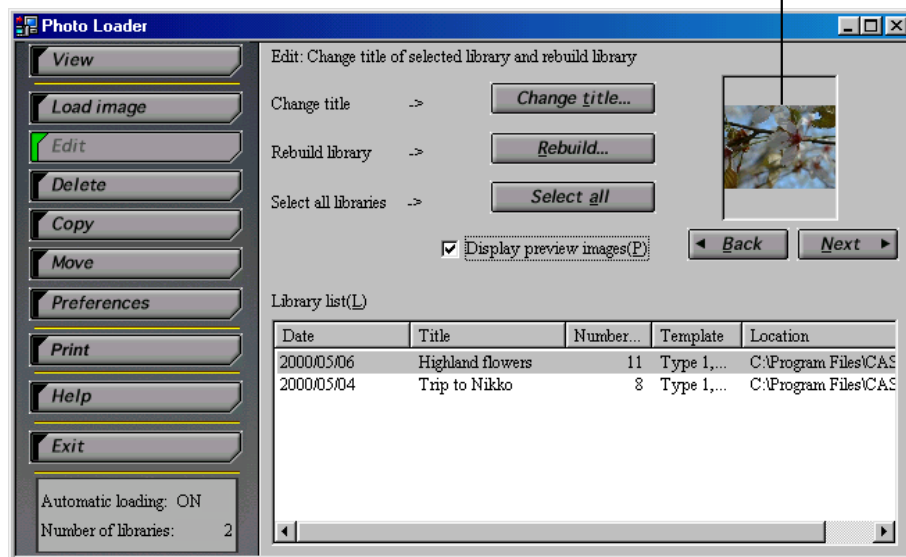 Photo Loader
View
Load image
Edit
Delete
Copy
Move
Preferences
Print
Help
Exit
Automatic loading: ON
Number of libraries: 2
Edit: Change title of selected library and rebuild library
Change title -> Change title...
Rebuild library -> Rebuild...
Select all libraries -> Select all
Display preview images(P)
Back Next
Library list(L)
Date Title Number... Template Location
2000/05/06 Highland flowers 11 Type 1,... C:\Program Files\CAS
2000/05/04 Trip to Nikko 8 Type 1,... C:\Program Files\CAS